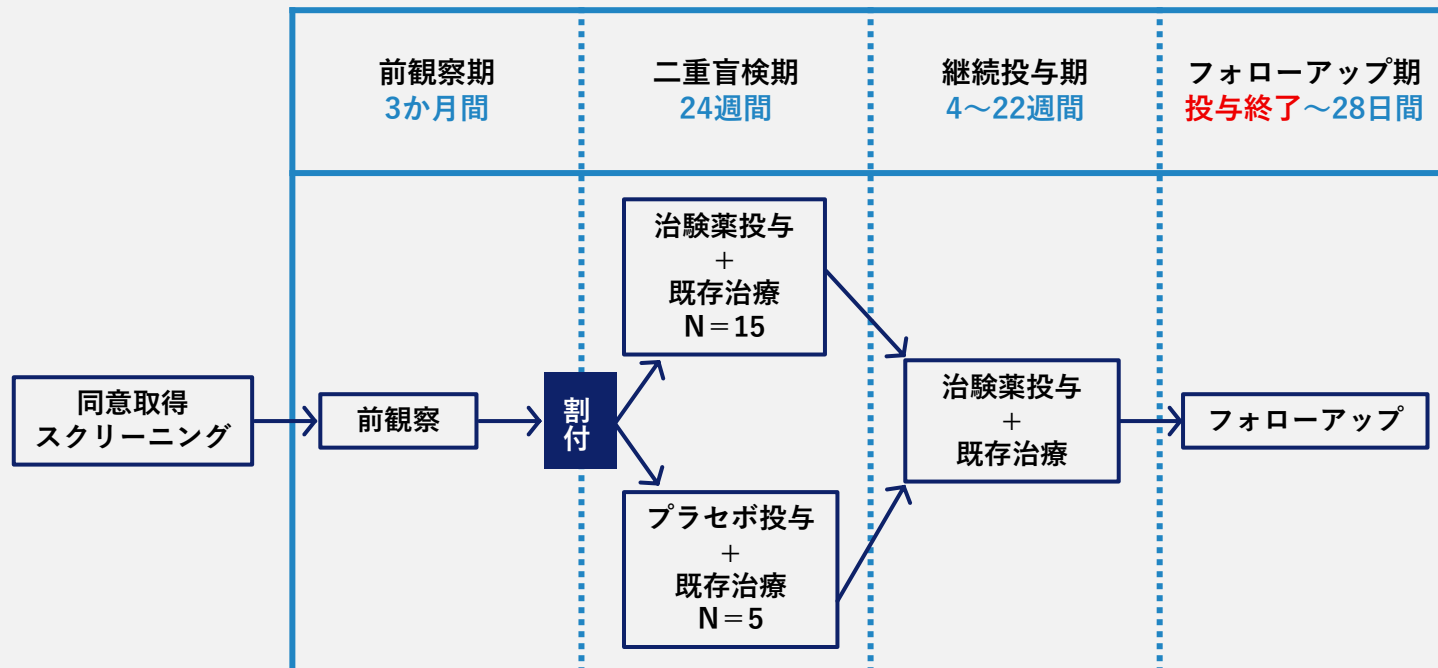 前観察期
3か月間
二重盲検期
24週間
継続投与期
4〜22週間
フォローアップ期
投与終了〜28日間
同意取得
スクリーニング
前観察
割付
治験薬投与
＋
既存治療
N＝15
プラセボ投与
＋
既存治療
N＝5
治験薬投与
＋
既存治療
フォローアップ